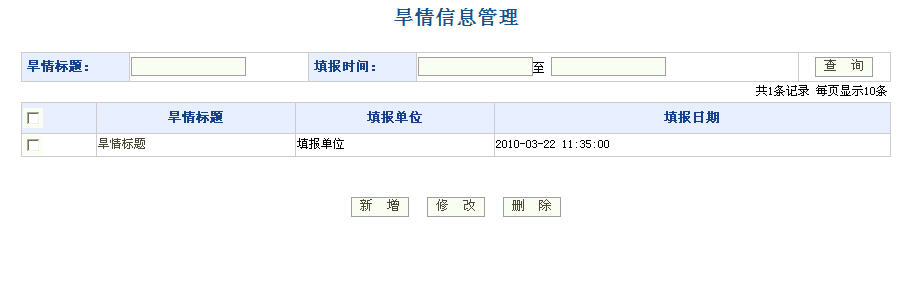 旱情信息管理
旱情标题： 填报时间： 至 查 询
共1条记录 每页显示10条
旱情标题 填报单位 填报日期
旱情标题 填报单位 2010-03-22 11:35:00
新 增 修 改 删 除